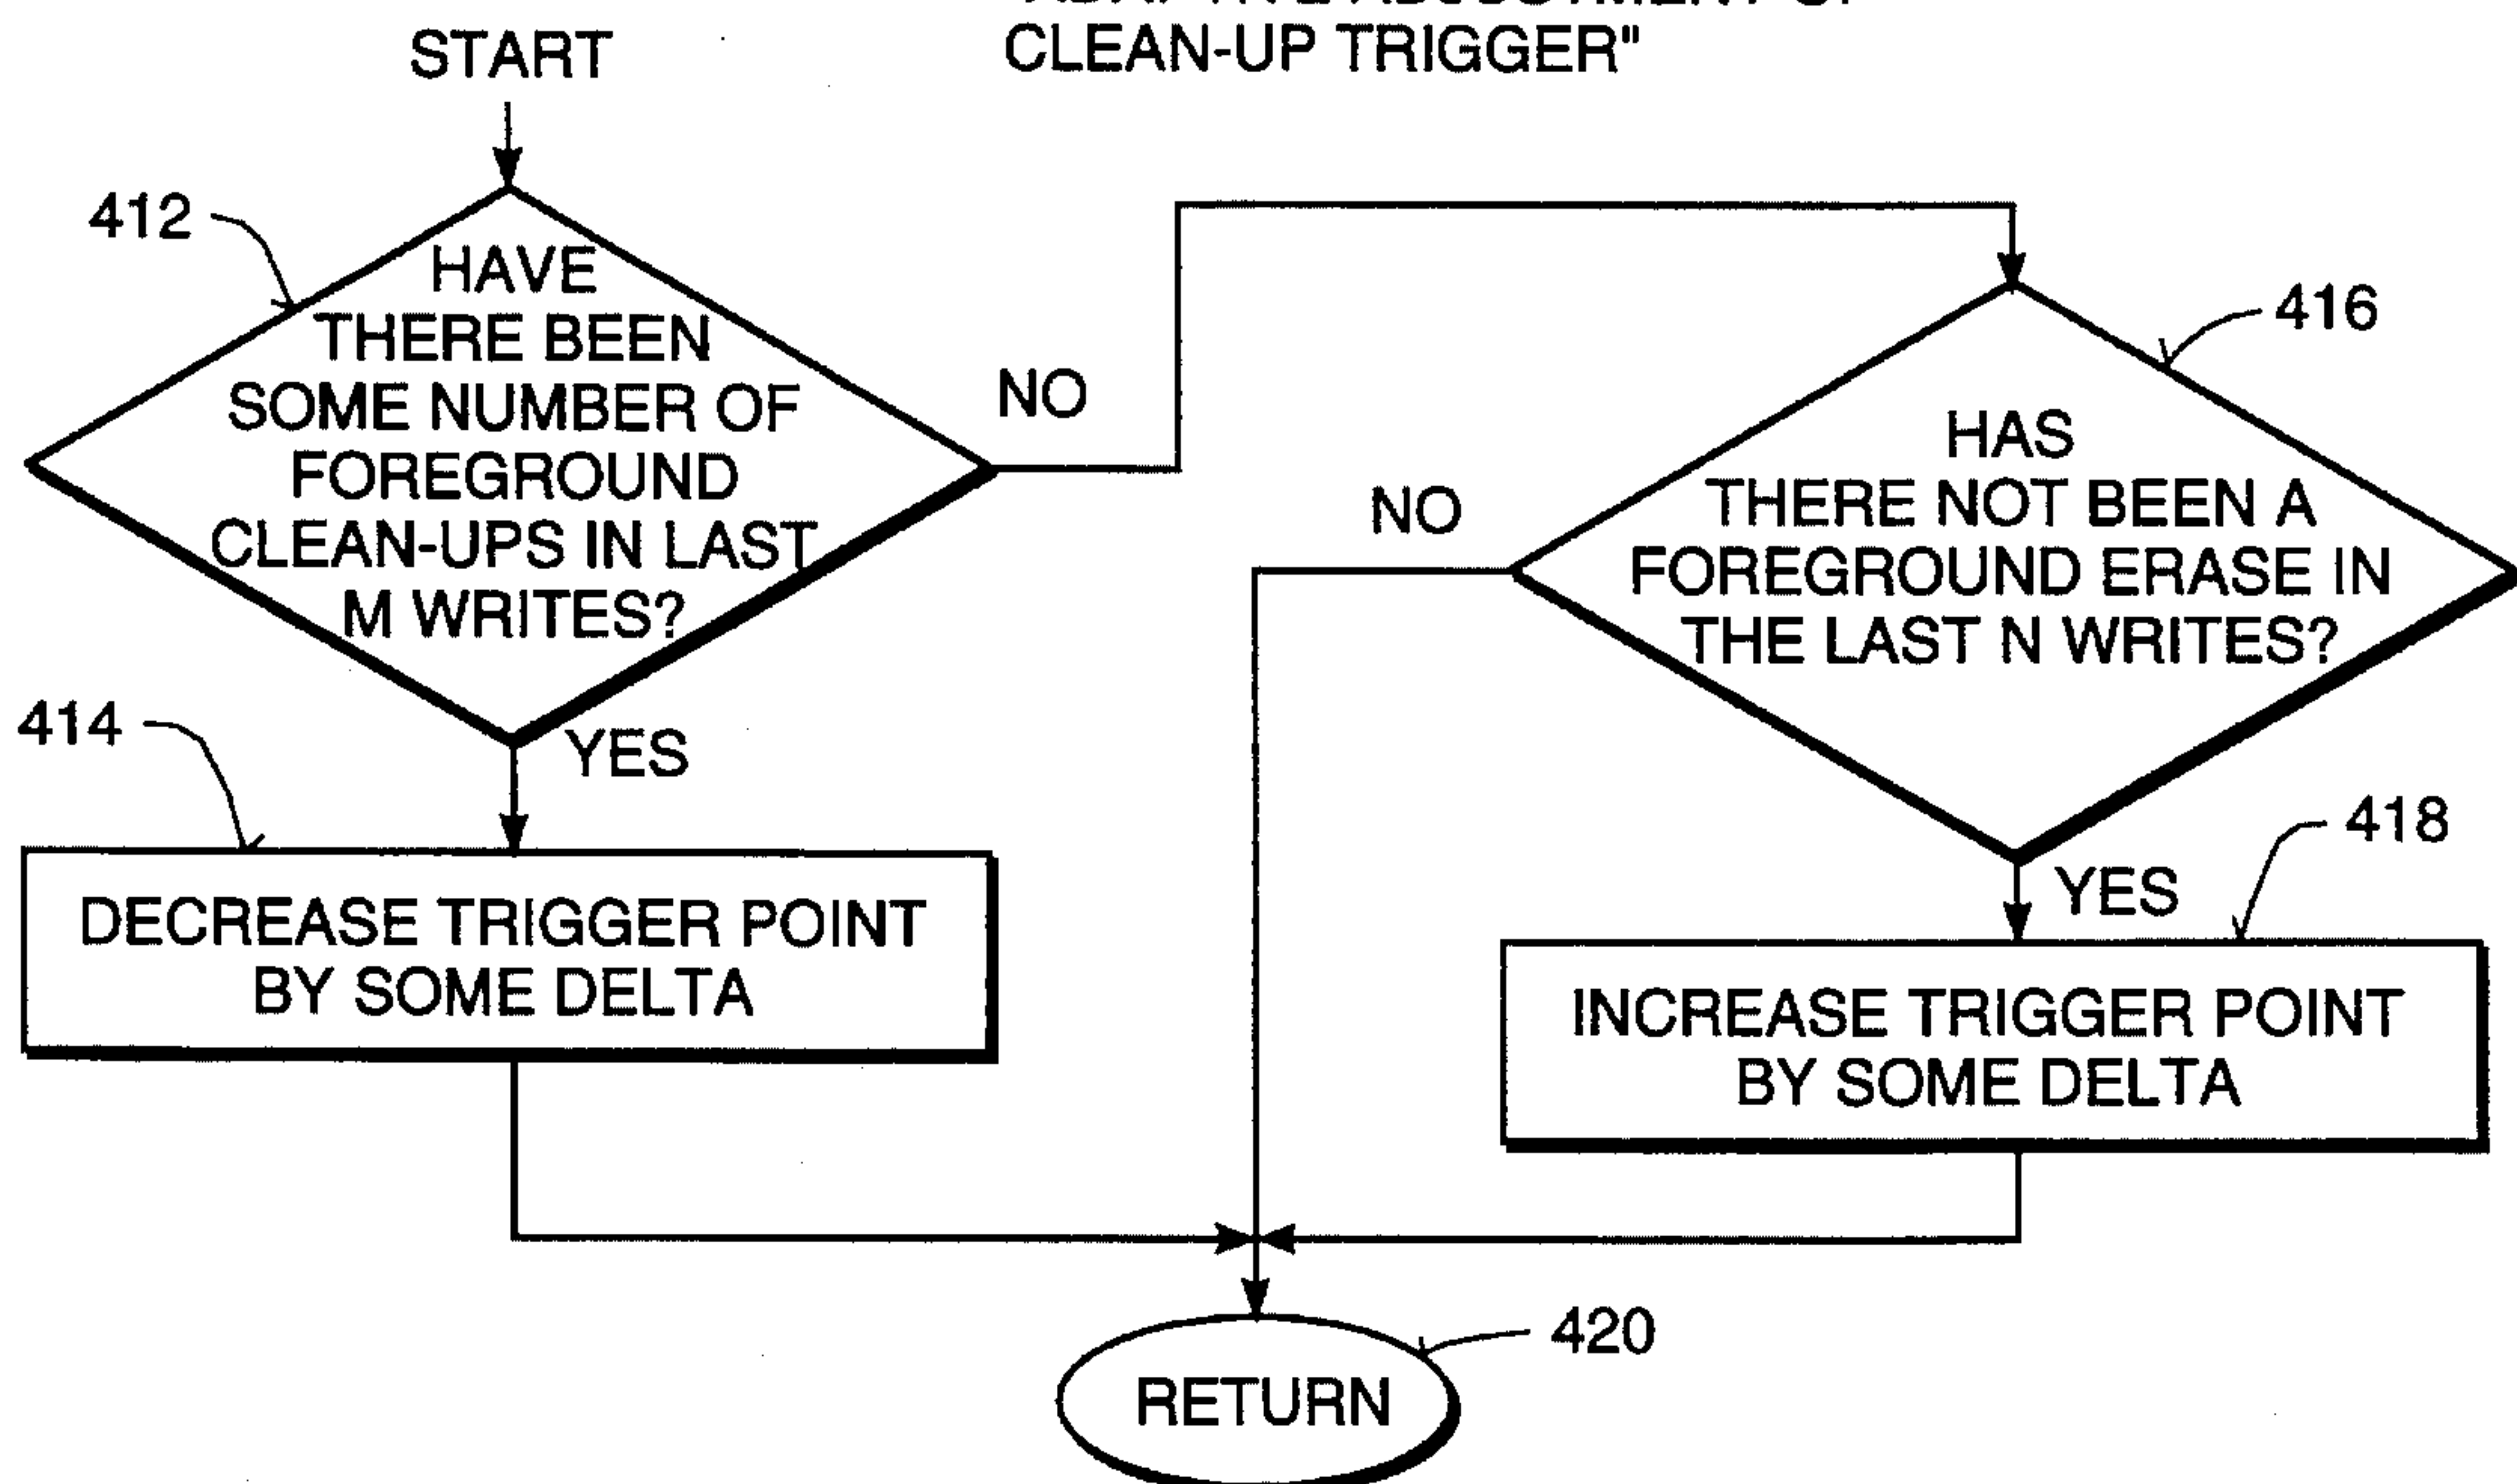 CLEAN-UP TRIGGER"
START
412
HAVE
THERE BEEN
SOME NUMBER OF
FOREGROUND
CLEAN-UPS IN LAST
M WRITES?
NO
416
HAS
THERE NOT BEEN A
FOREGROUND ERASE IN
THE LAST N WRITES?
NO
414
YES
DECREASE TRIGGER POINT
BY SOME DELTA
418
YES
INCREASE TRIGGER POINT
BY SOME DELTA
420
RETURN